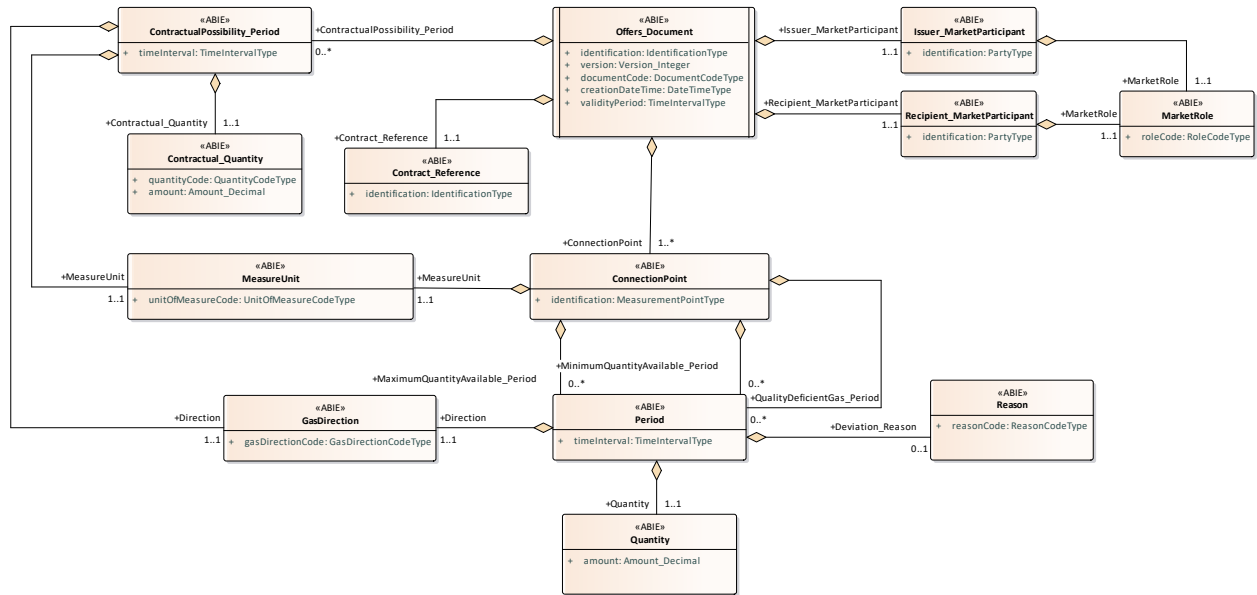 «ABIE»
ContractualPossibility_Period
+ timeInterval: TimeIntervalType
+ContractualPossibility_Period
0..*
«ABIE»
Offers_Document
+ identification: IdentificationType
+ version: Version_Integer
+ documentCode: DocumentCodeType
+ creationDateTime: DateTimeType
+ validityPeriod: TimeIntervalType
+Issuer_MarketParticipant
1..1
«ABIE»
Issuer_MarketParticipant
+ identification: PartyType
+MarketRole
1..1
+Recipient_MarketParticipant
1..1
«ABIE»
Recipient_MarketParticipant
+ identification: PartyType
+MarketRole
1..1
«ABIE»
MarketRole
+ roleCode: RoleCodeType
+Contractual_Quantity
1..1
«ABIE»
Contractual_Quantity
+ quantityCode: QuantityCodeType
+ amount: Amount_Decimal
+Contract_Reference
1..1
«ABIE»
Contract_Reference
+ identification: IdentificationType
+ConnectionPoint
1..*
+MeasureUnit
1..1
«ABIE»
MeasureUnit
+ unitOfMeasureCode: UnitOfMeasureCodeType
+MeasureUnit
1..1
«ABIE»
ConnectionPoint
+ identification: MeasurementPointType
+MinimumQuantityAvailable_Period
+MaximumQuantityAvailable_Period
0..*
0..*
+QualityDeficientGas_Period
0..*
+Direction
1..1
«ABIE»
GasDirection
+ gasDirectionCode: GasDirectionCodeType
+Direction
1..1
«ABIE»
Period
+ timeInterval: TimeIntervalType
+Deviation_Reason
0..1
«ABIE»
Reason
+ reasonCode: ReasonCodeType
+Quantity
1..1
«ABIE»
Quantity
+ amount: Amount_Decimal